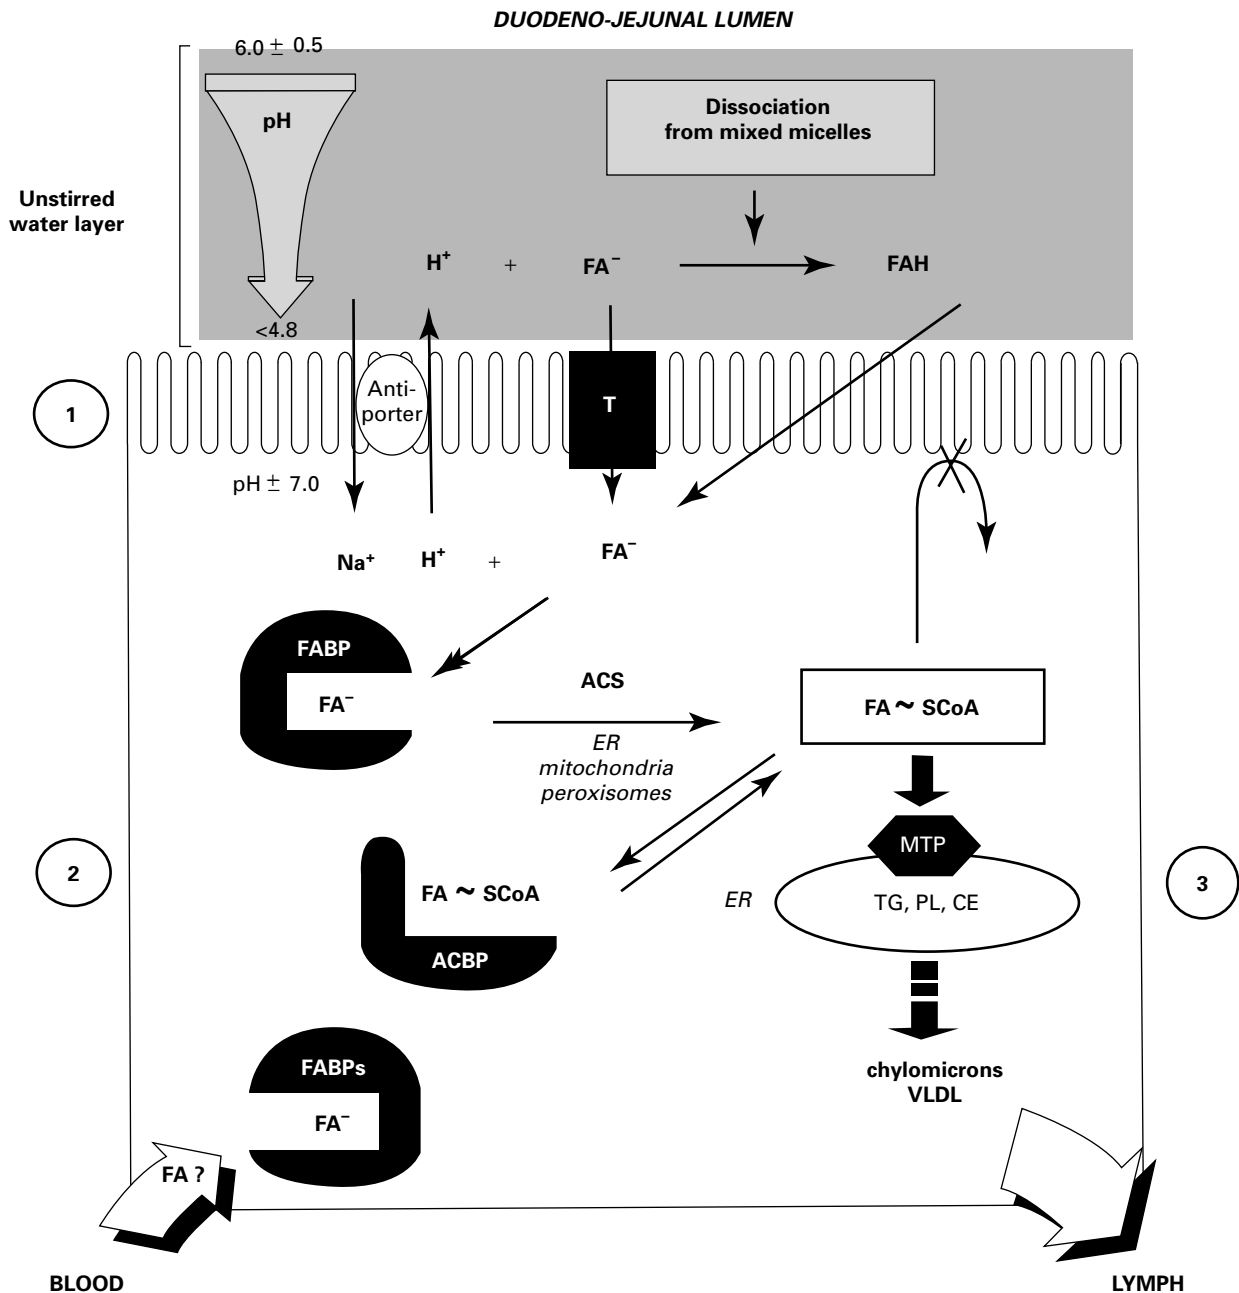 DUODENO-JEJUNAL LUMEN
6.0 ± 0.5
pH
Dissociation
from mixed micelles
Unstirred
water layer
H⁺ + FA⁻ FAH
<4.8
1
Anti-
porter
T
pH ± 7.0
Na⁺ H⁺ + FA⁻
FABP
FA⁻
ACS
ER
mitochondria
peroxisomes
FA ~ SCoA
MTP
2
FA ~ SCoA
ACBP
ER
TG, PL, CE
3
chylomicrons
VLDL
FABPs
FA⁻
FA ?
BLOOD
LYMPH